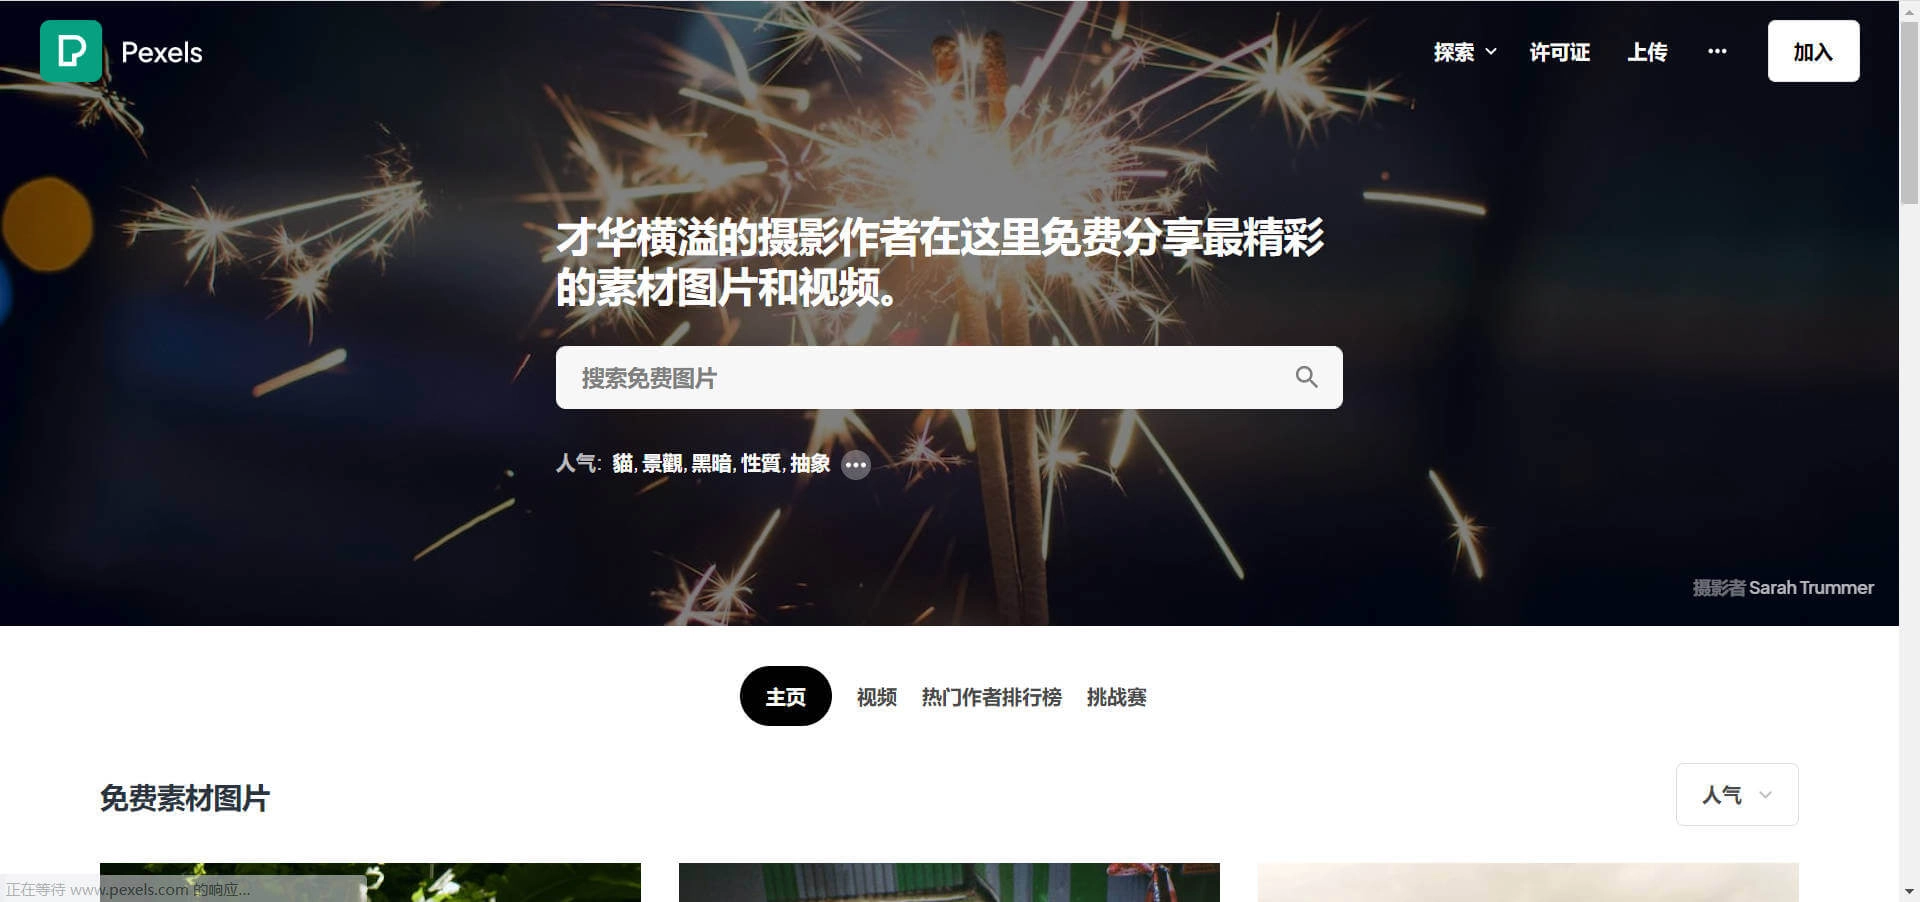 Pexels
探索
许可证
上传
加入
才华横溢的摄影作者在这里免费分享最精彩
的素材图片和视频。
搜索免费图片
人气: 貓, 景觀, 黑暗, 性質, 抽象
摄影者 Sarah Trummer
主页 视频 热门作者排行榜 挑战赛
免费素材图片
人气
正在等待 www.pexels.com 的响应...